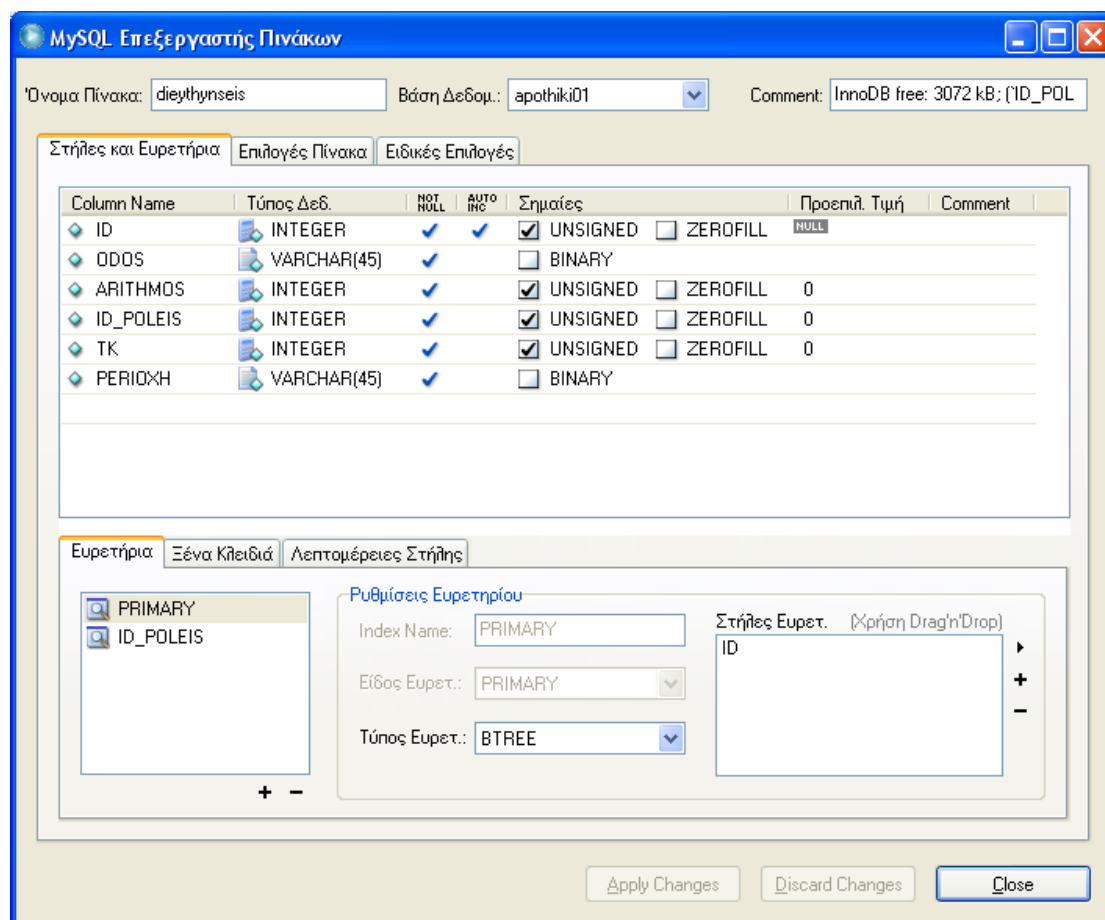 MySQL Επεξεργαστής Πινάκων
Όνομα Πίνακα: dieythynseis Βάση Δεδομ.: apothiki01 Comment: InnoDB free: 3072 kB; (`ID_POL
Στήλες και Ευρετήρια Επιλογές Πίνακα Ειδικές Επιλογές
Column Name Τύπος Δεδ. NOT NULL AUTO INC Σημαίες Προεπιλ. Τιμή Comment
ID INTEGER UNSIGNED ZEROFILL NULL
ODOS VARCHAR(45) BINARY
ARITHMOS INTEGER UNSIGNED ZEROFILL 0
ID_POLEIS INTEGER UNSIGNED ZEROFILL 0
TK INTEGER UNSIGNED ZEROFILL 0
PERIOXH VARCHAR(45) BINARY
Ευρετήρια Ξένα Κλειδιά Λεπτομέρειες Στήλης
PRIMARY
ID_POLEIS
Ρυθμίσεις Ευρετηρίου
Index Name: PRIMARY
Είδος Ευρετ.: PRIMARY
Τύπος Ευρετ.: BTREE
Στήλες Ευρετ. (Χρήση Drag'n'Drop)
ID
Apply Changes Discard Changes Close